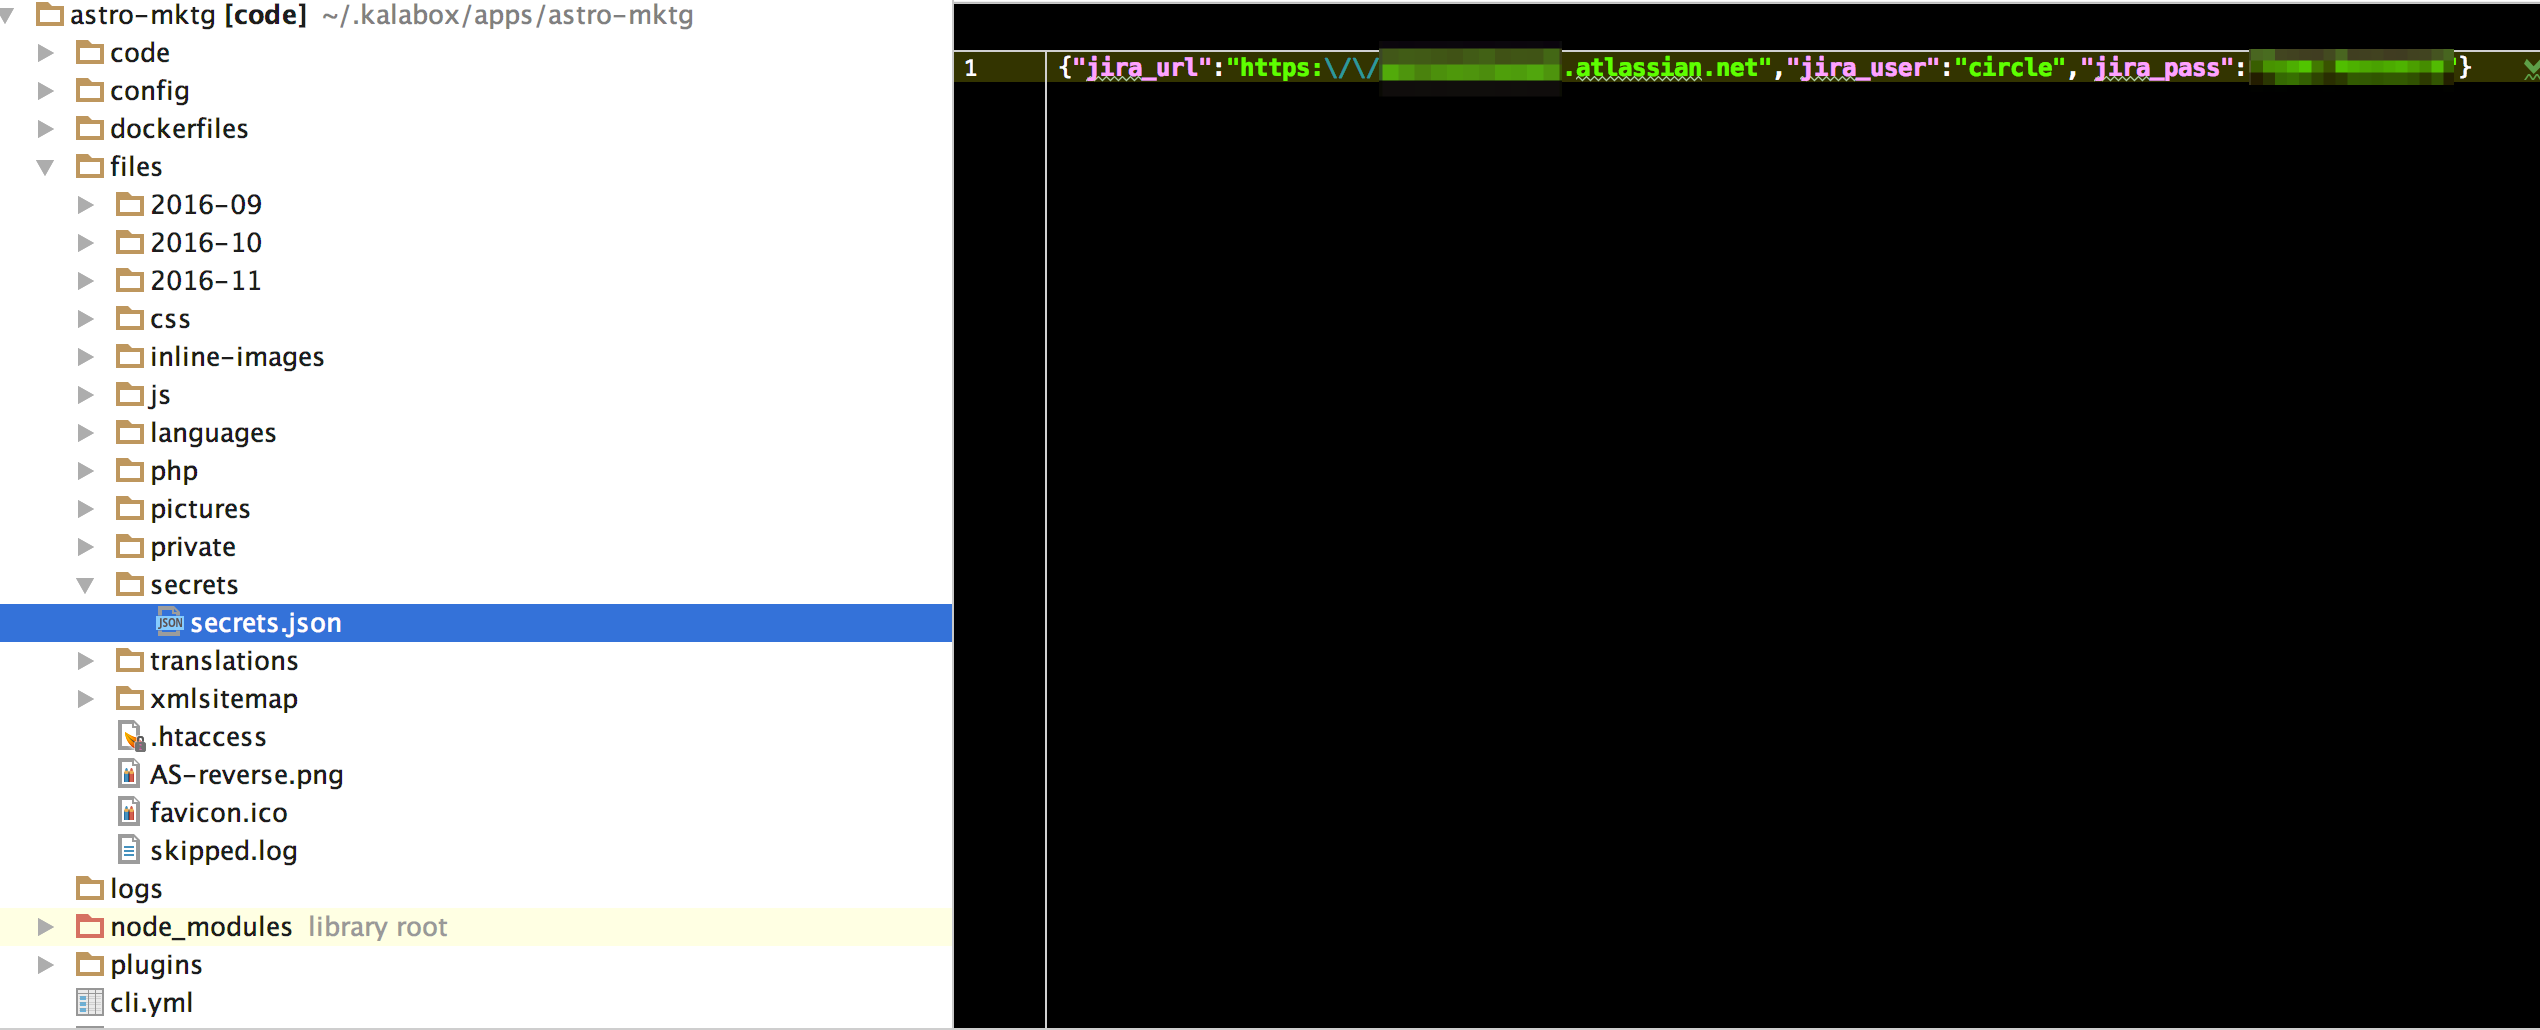 astro-mktg [code] ~/.kalabox/apps/astro-mktg
code
config
dockerfiles
files
2016-09
2016-10
2016-11
css
inline-images
js
languages
php
pictures
private
secrets
JSON secrets.json
translations
xmlsitemap
.htaccess
AS-reverse.png
favicon.ico
skipped.log
logs
node_modules library root
plugins
cli.yml
1 {"jira_url":"https:\/\/ .atlassian.net","jira_user":"circle","jira_pass": "}